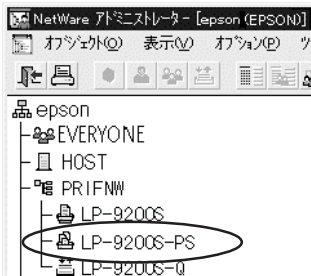 NetWare アドミニストレータ - [epson (EPSON)]
オブジェクト(O) 表示(V) オプション(P) ツ
epson
EVERYONE
HOST
PRIFNW
LP-9200S
LP-9200S-PS
LP-9200S-Q